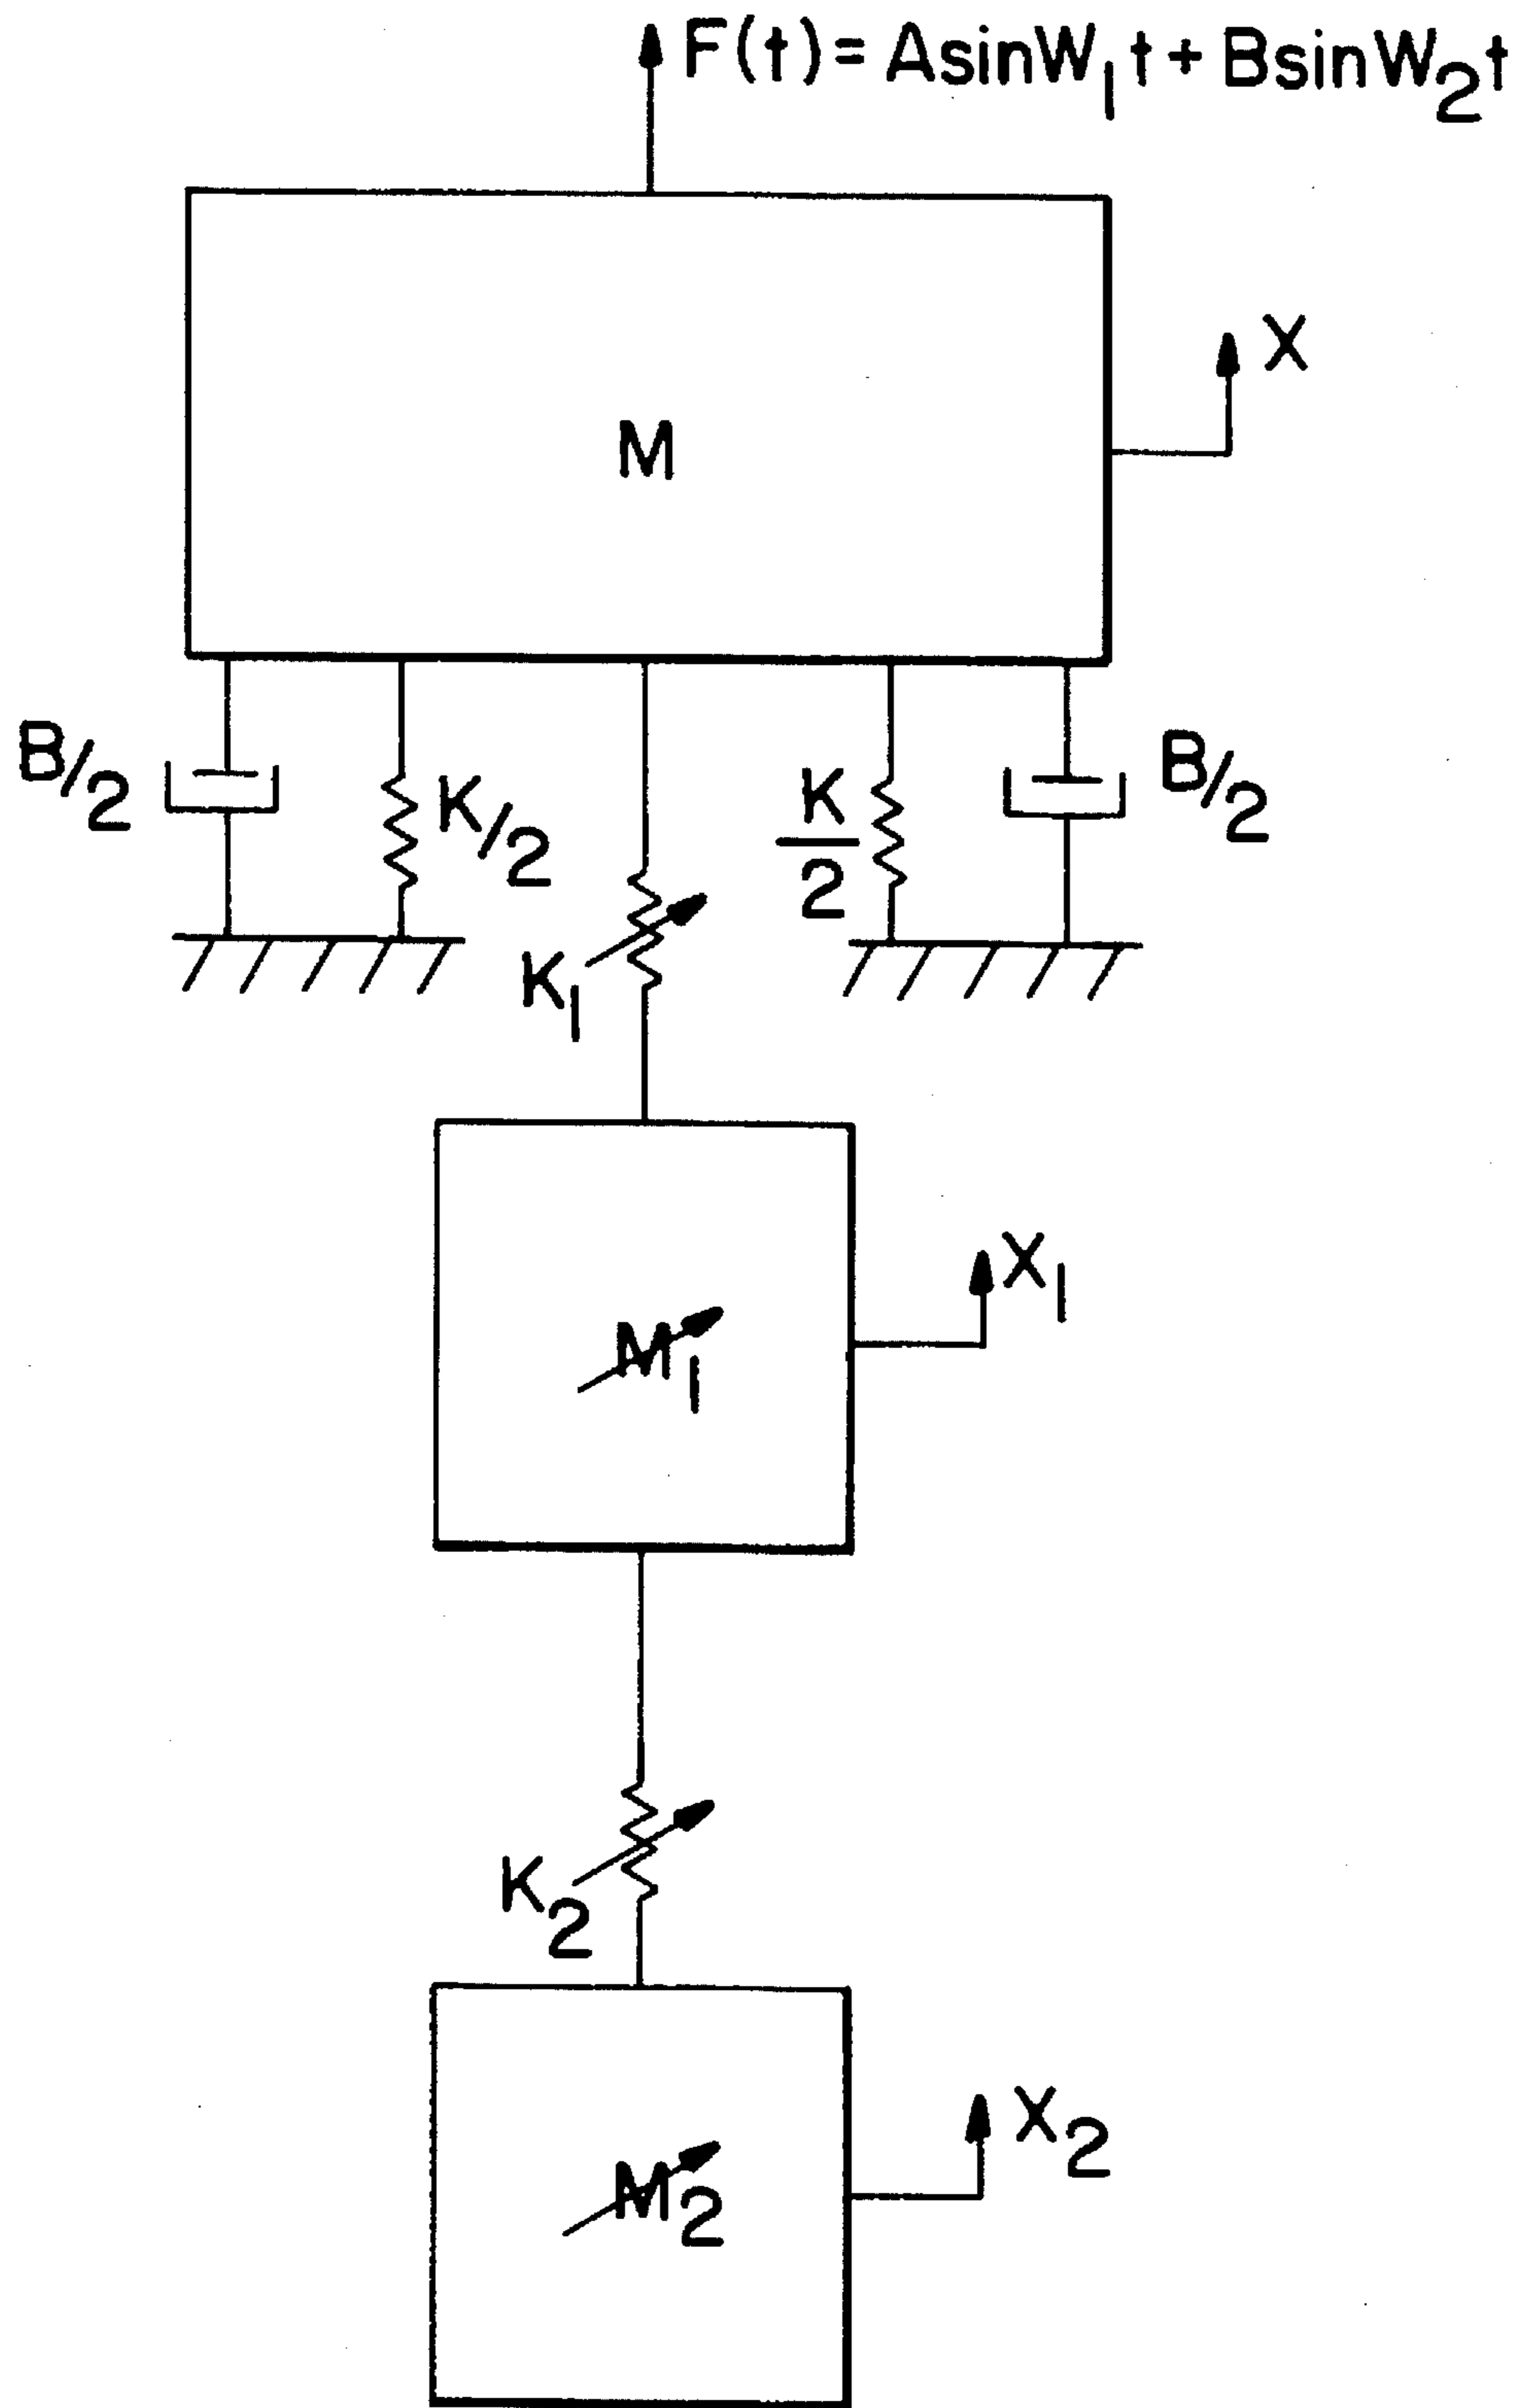 F(t)= AsinW₁t + BsinW₂t
X
M
B/2
K/2
K/2
B/2
K₁
X₁
M₁
K₂
X₂
M₂